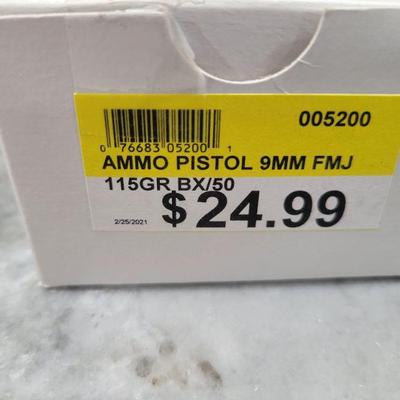 005200
0 76683 05200 1
AMMO PISTOL 9MM FMJ
115GR BX/50
2/25/2021
$24.99